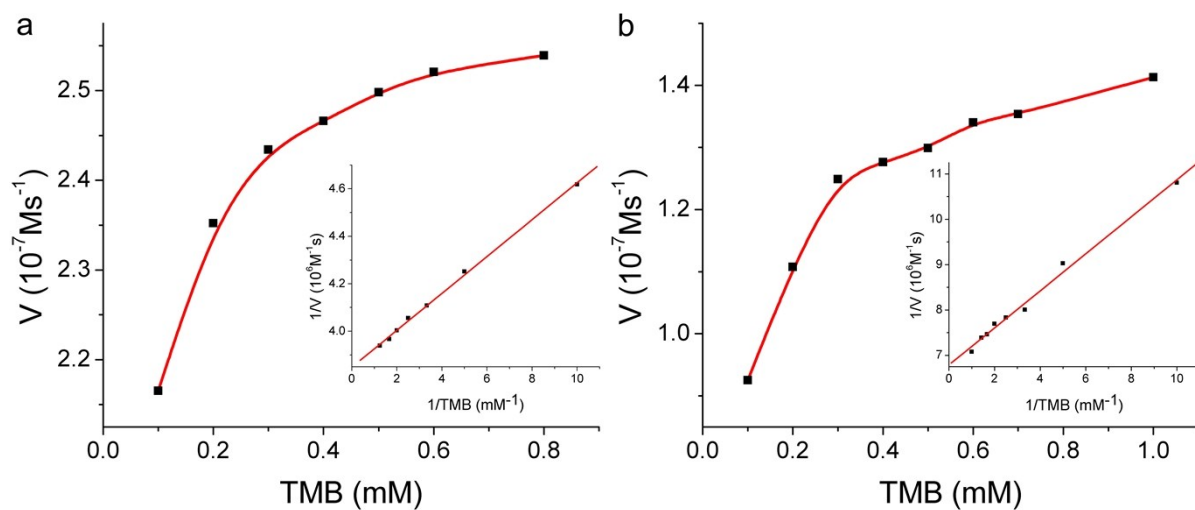 a
2.5
2.4
2.3
2.2
V (10⁻⁷Ms⁻¹)
0.0 0.2 0.4 0.6 0.8
TMB (mM)
4.6
4.4
4.2
4.0
1/V (10⁶M⁻¹s)
0 2 4 6 8 10
1/TMB (mM⁻¹)
b
1.4
1.2
1.0
V (10⁻⁷Ms⁻¹)
0.0 0.2 0.4 0.6 0.8 1.0
TMB (mM)
11
10
9
8
7
1/V (10⁶M⁻¹s)
0 2 4 6 8 10
1/TMB (mM⁻¹)